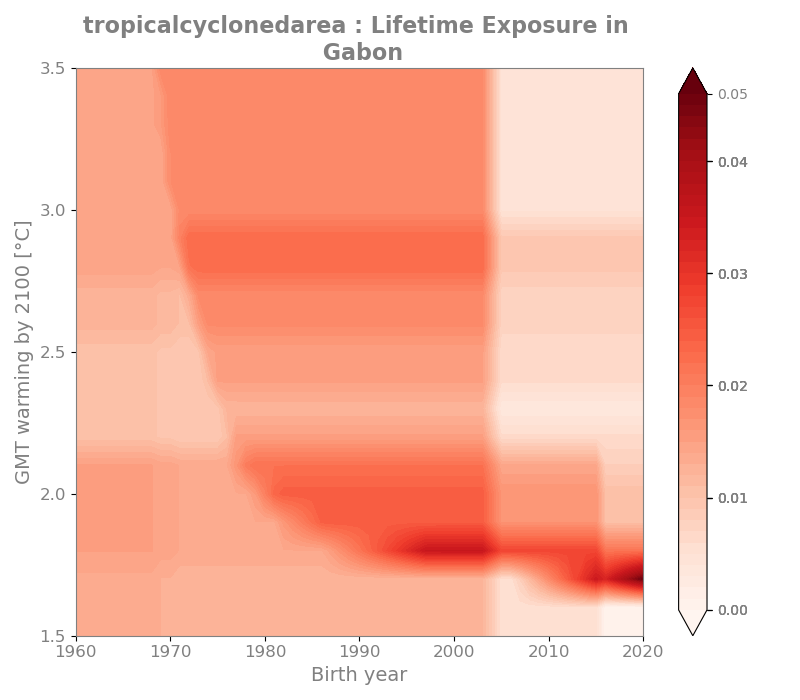 tropicalcyclonedarea : Lifetime Exposure in
Gabon
GMT warming by 2100 [°C]
3.5
3.0
2.5
2.0
1.5
1960 1970 1980 1990 2000 2010 2020
Birth year
0.05
0.04
0.03
0.02
0.01
0.00